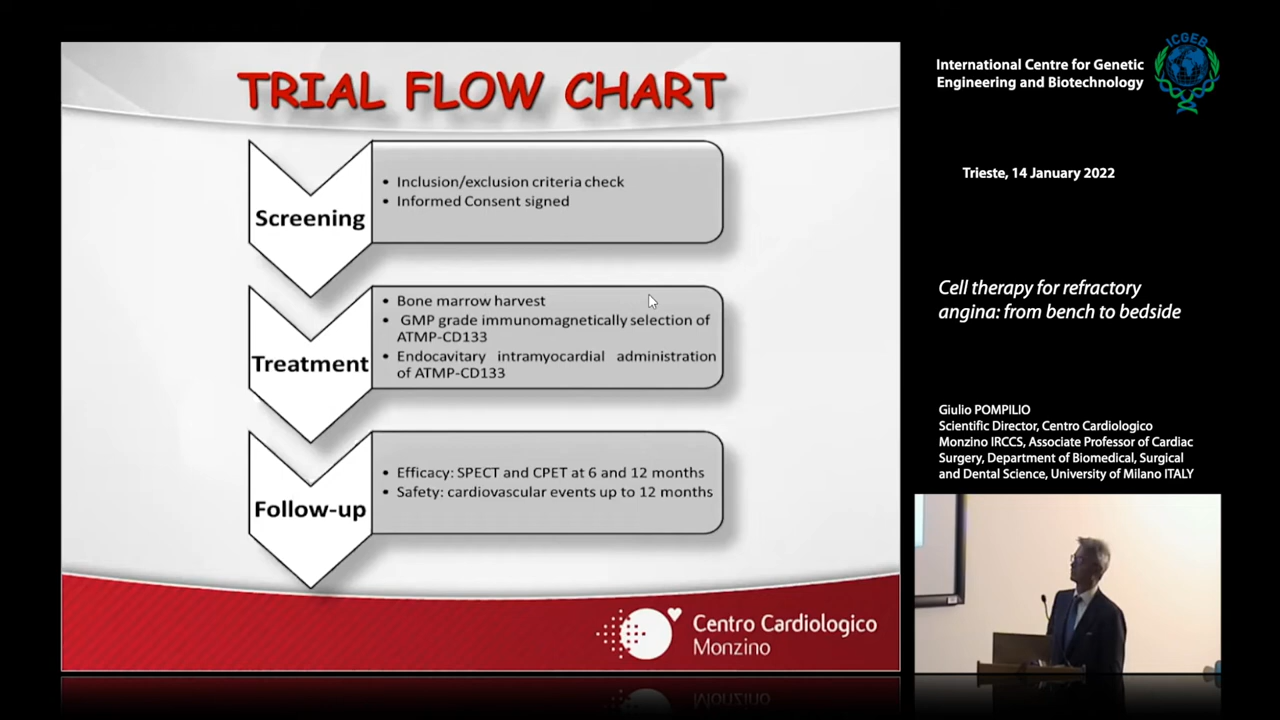 TRIAL FLOW CHART
Screening
• Inclusion/exclusion criteria check
• Informed Consent signed
Treatment
• Bone marrow harvest
• GMP grade immunomagnetically selection of
ATMP-CD133
• Endocavitary intramyocardial administration
of ATMP-CD133
Follow-up
• Efficacy: SPECT and CPET at 6 and 12 months
• Safety: cardiovascular events up to 12 months
Centro Cardiologico
Monzino
International Centre for Genetic
Engineering and Biotechnology
ICGEB
Trieste, 14 January 2022
Cell therapy for refractory
angina: from bench to bedside
Giulio POMPILIO
Scientific Director, Centro Cardiologico
Monzino IRCCS, Associate Professor of Cardiac
Surgery, Department of Biomedical, Surgical
and Dental Science, University of Milano ITALY